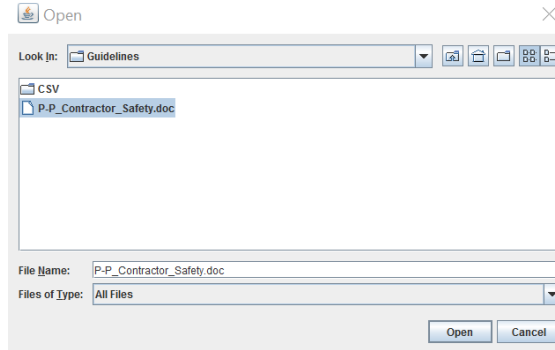 Open
Look In: Guidelines
CSV
P-P_Contractor_Safety.doc
File Name: P-P_Contractor_Safety.doc
Files of Type: All Files
Open Cancel